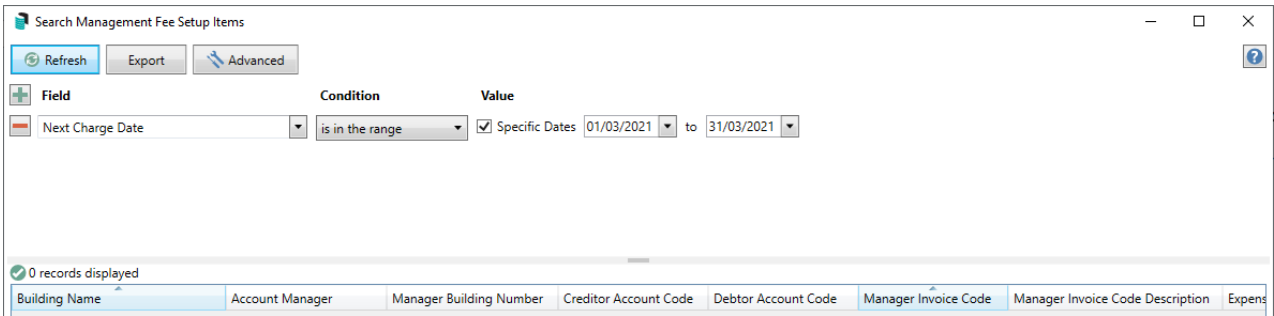 Search Management Fee Setup Items
Refresh Export Advanced
Field Condition Value
Next Charge Date is in the range Specific Dates 01/03/2021 to 31/03/2021
0 records displayed
Building Name Account Manager Manager Building Number Creditor Account Code Debtor Account Code Manager Invoice Code Manager Invoice Code Description Expens